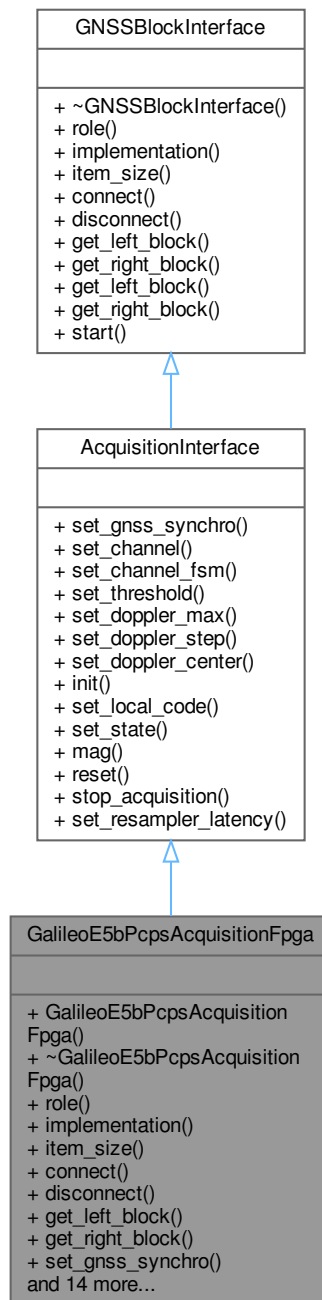 GNSSBlockInterface
+ ~GNSSBlockInterface()
+ role()
+ implementation()
+ item_size()
+ connect()
+ disconnect()
+ get_left_block()
+ get_right_block()
+ get_left_block()
+ get_right_block()
+ start()
AcquisitionInterface
+ set_gnss_synchro()
+ set_channel()
+ set_channel_fsm()
+ set_threshold()
+ set_doppler_max()
+ set_doppler_step()
+ set_doppler_center()
+ init()
+ set_local_code()
+ set_state()
+ mag()
+ reset()
+ stop_acquisition()
+ set_resampler_latency()
GalileoE5bPcpsAcquisitionFpga
+ GalileoE5bPcpsAcquisition
Fpga()
+ ~GalileoE5bPcpsAcquisition
Fpga()
+ role()
+ implementation()
+ item_size()
+ connect()
+ disconnect()
+ get_left_block()
+ get_right_block()
+ set_gnss_synchro()
and 14 more...